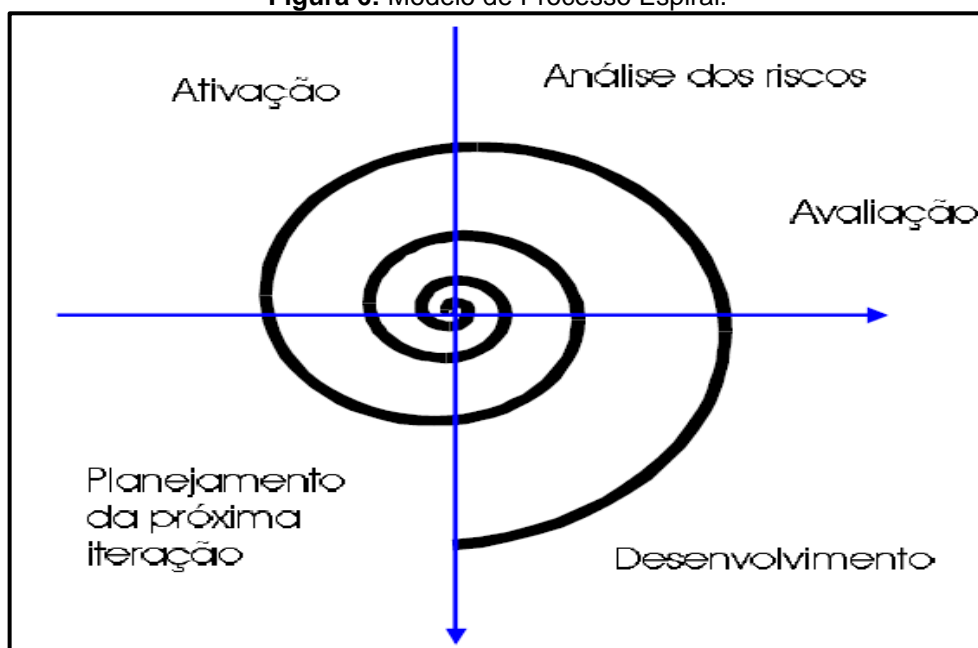 Figura 6. Modelo de Processo Espiral.
Ativação
Análise dos riscos
Avaliação
Planejamento
da próxima
iteração
Desenvolvimento